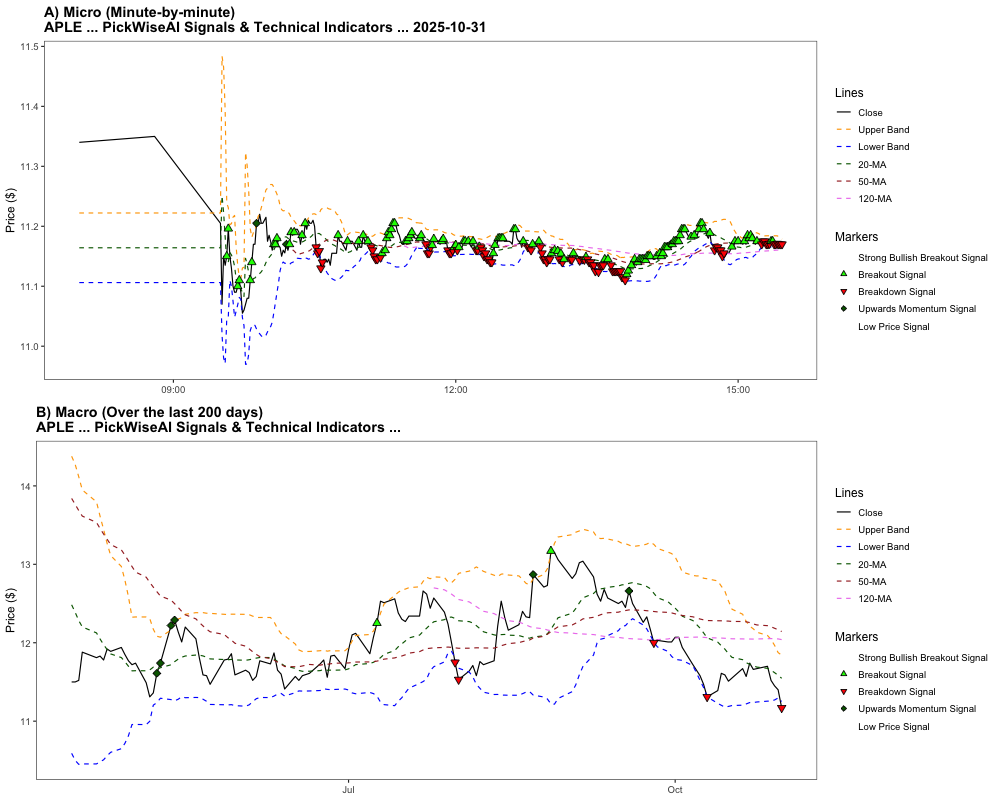 A) Micro (Minute-by-minute)
APLE ... PickWiseAI Signals & Technical Indicators ... 2025-10-31
Price ($)
11.5
11.4
11.3
11.2
11.1
11.0
09:00
12:00
15:00
Lines
Close
Upper Band
Lower Band
20-MA
50-MA
120-MA
Markers
Strong Bullish Breakout Signal
Breakout Signal
Breakdown Signal
Upwards Momentum Signal
Low Price Signal
B) Macro (Over the last 200 days)
APLE ... PickWiseAI Signals & Technical Indicators ...
Price ($)
14
13
12
11
Jul
Oct
Lines
Close
Upper Band
Lower Band
20-MA
50-MA
120-MA
Markers
Strong Bullish Breakout Signal
Breakout Signal
Breakdown Signal
Upwards Momentum Signal
Low Price Signal